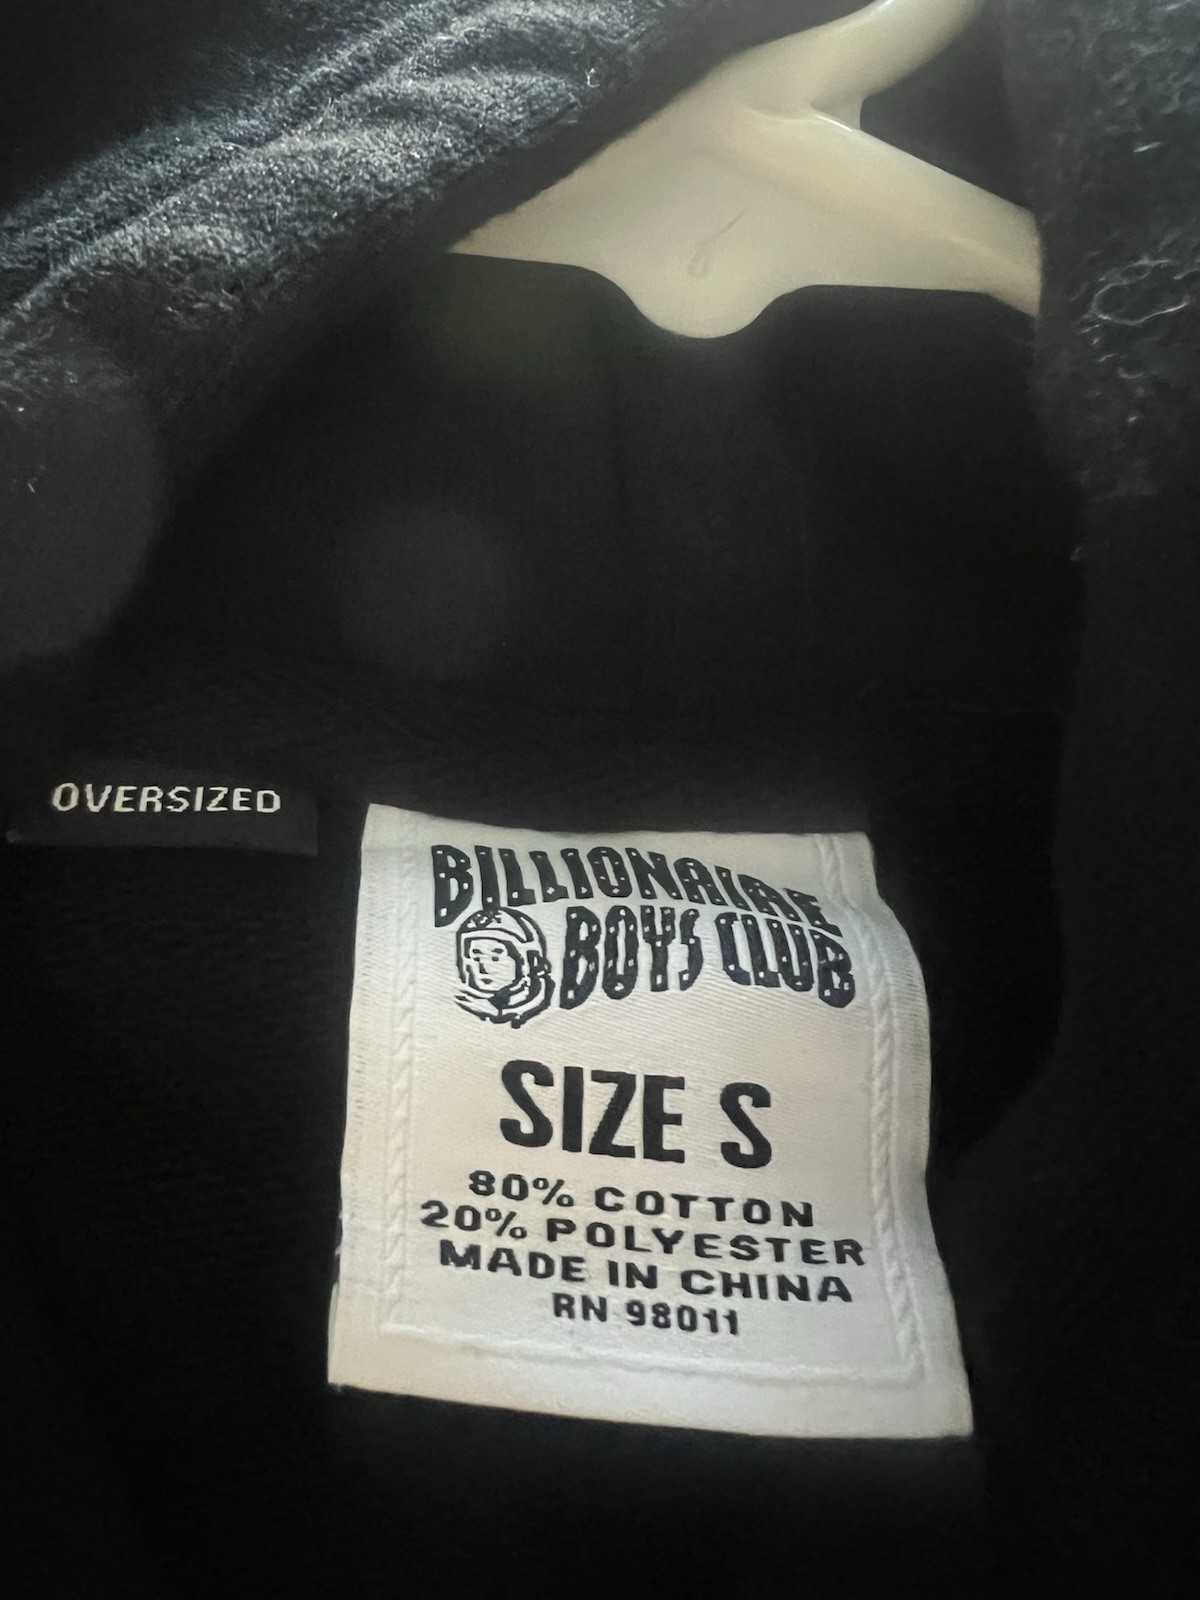 OVERSIZED
BILLIONAIRE
BOYS CLUB
SIZE S
80% COTTON
20% POLYESTER
MADE IN CHINA
RN 98011